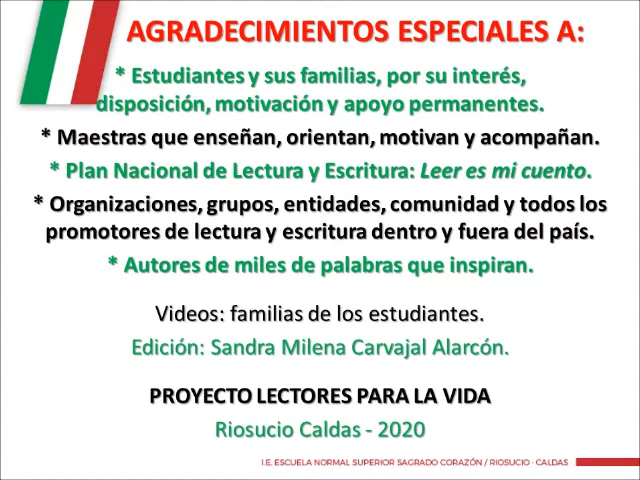 AGRADECIMIENTOS ESPECIALES A:
* Estudiantes y sus familias, por su interés,
disposición, motivación y apoyo permanentes.
* Maestras que enseñan, orientan, motivan y acompañan.
* Plan Nacional de Lectura y Escritura: Leer es mi cuento.
* Organizaciones, grupos, entidades, comunidad y todos los
promotores de lectura y escritura dentro y fuera del país.
* Autores de miles de palabras que inspiran.
Videos: familias de los estudiantes.
Edición: Sandra Milena Carvajal Alarcón.
PROYECTO LECTORES PARA LA VIDA
Riosucio Caldas - 2020
I.E. ESCUELA NORMAL SUPERIOR SAGRADO CORAZÓN / RIOSUCIO - CALDAS